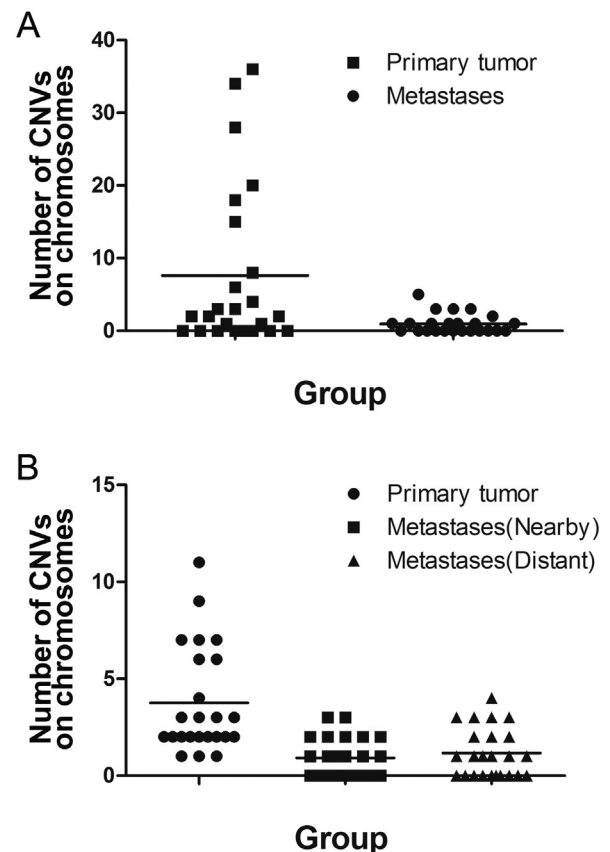 A
Number of CNVs
on chromosomes
40
30
20
10
0
Primary tumor
Metastases
Group
B
Number of CNVs
on chromosomes
15
10
5
0
Primary tumor
Metastases(Nearby)
Metastases(Distant)
Group